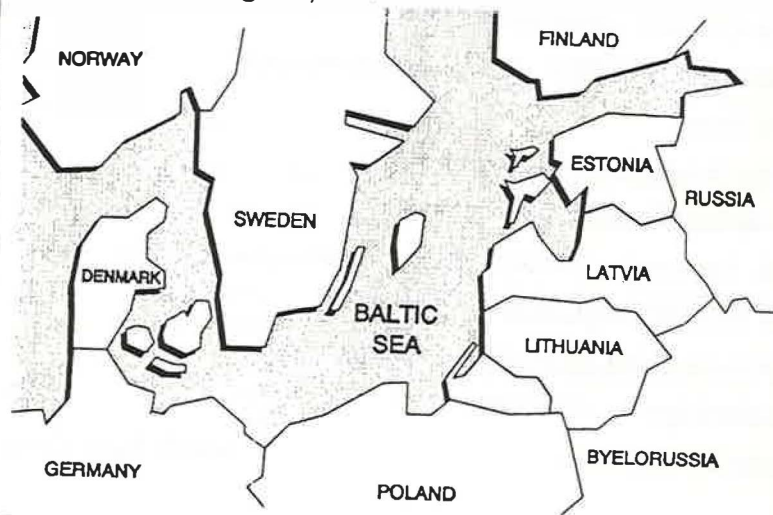 FINLAND
NORWAY
ESTONIA
RUSSIA
SWEDEN
DENMARK
LATVIA
BALTIC
SEA
LITHUANIA
BYELORUSSIA
GERMANY
POLAND